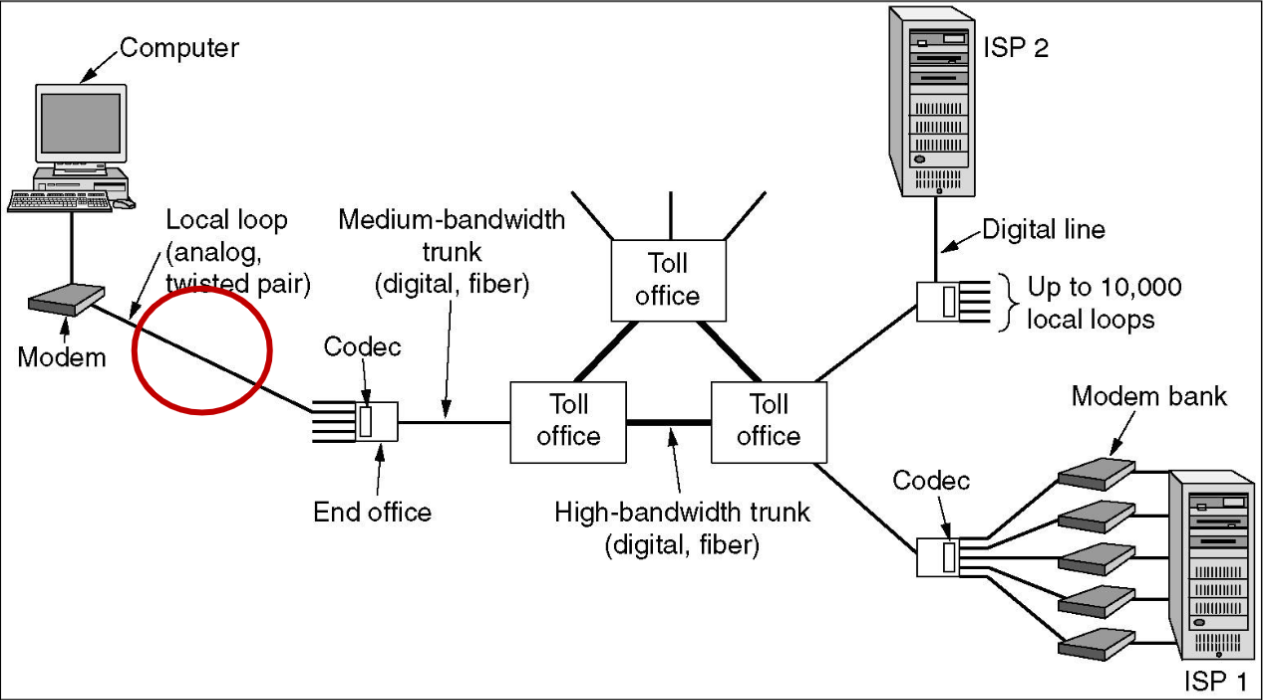 Computer
ISP 2
Local loop
(analog,
twisted pair)
Medium-bandwidth
trunk
(digital, fiber)
Digital line
Toll
office
Up to 10,000
local loops
Modem
Codec
Toll
office
Toll
office
Modem bank
Codec
End office
High-bandwidth trunk
(digital, fiber)
ISP 1